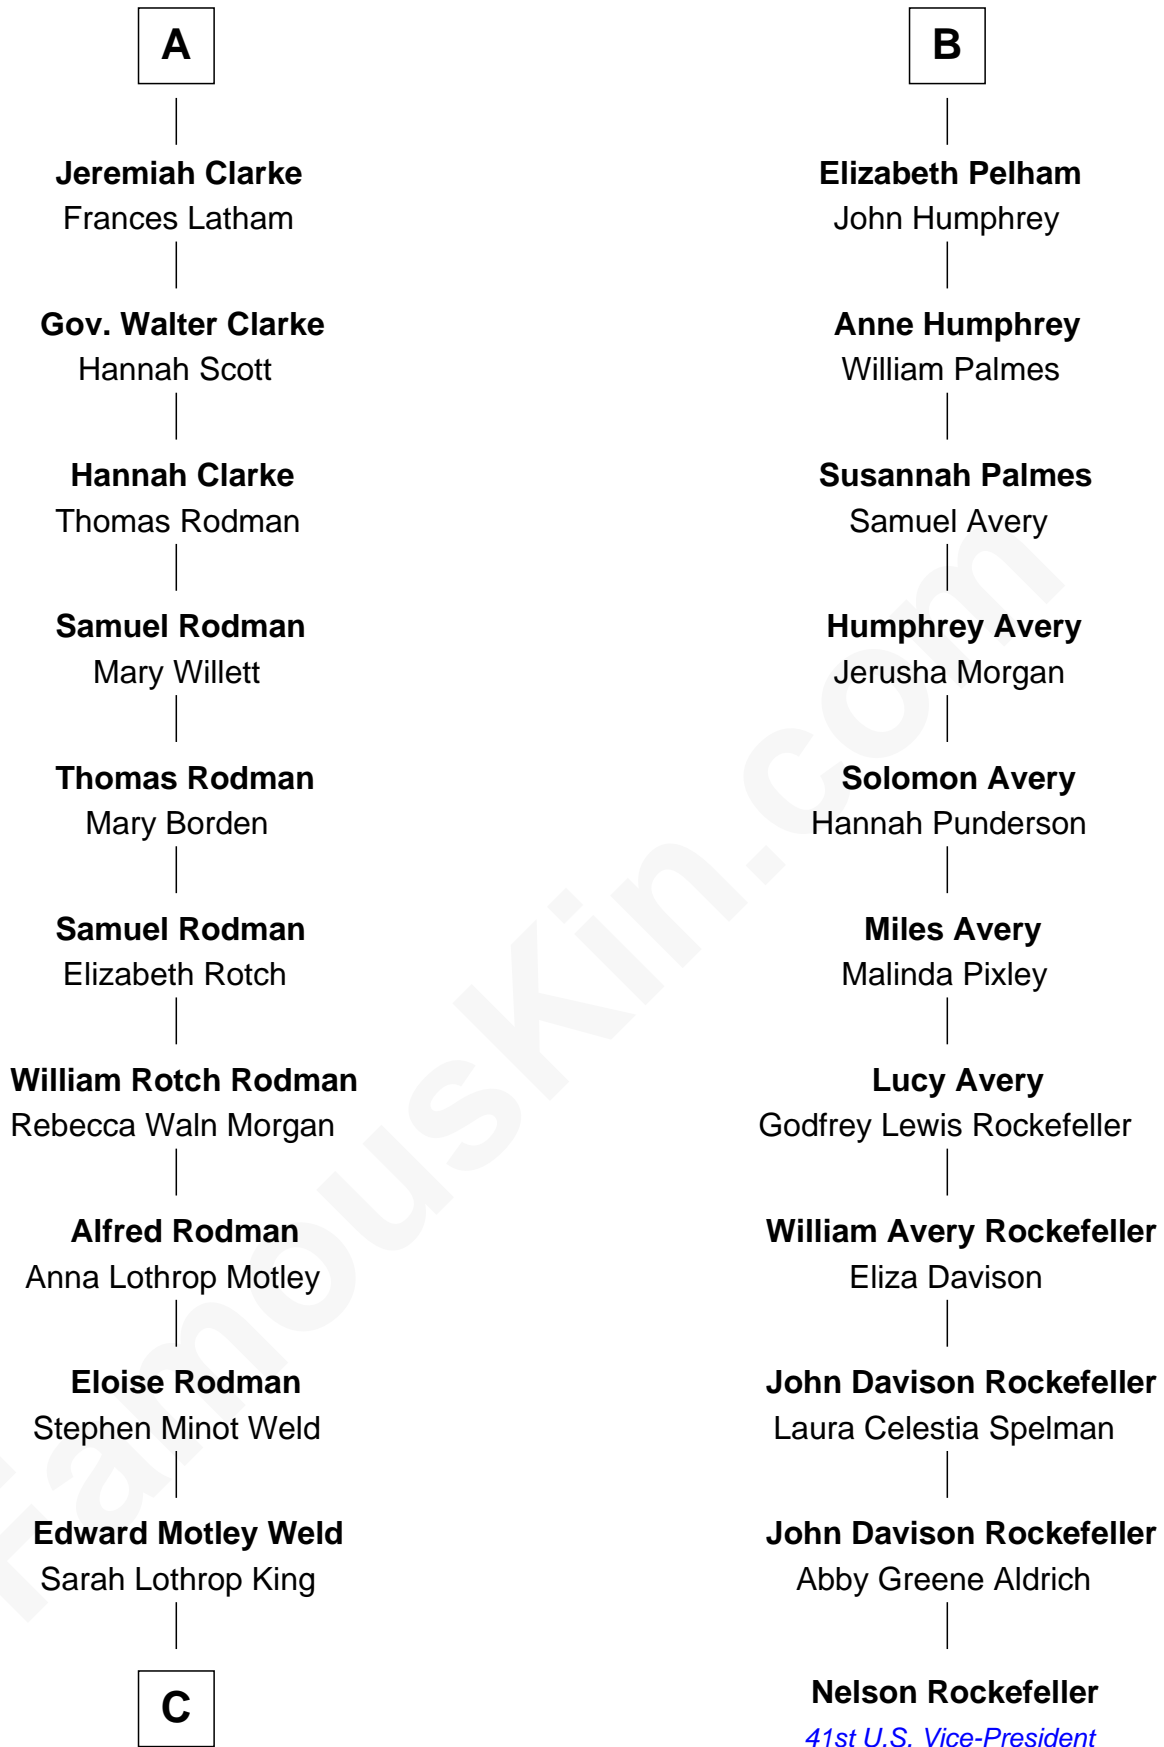 A
Jeremiah Clarke
Frances Latham
Gov. Walter Clarke
Hannah Scott
Hannah Clarke
Thomas Rodman
Samuel Rodman
Mary Willett
Thomas Rodman
Mary Borden
Samuel Rodman
Elizabeth Rotch
William Rotch Rodman
Rebecca Waln Morgan
Alfred Rodman
Anna Lothrop Motley
Eloise Rodman
Stephen Minot Weld
Edward Motley Weld
Sarah Lothrop King
C
B
Elizabeth Pelham
John Humphrey
Anne Humphrey
William Palmes
Susannah Palmes
Samuel Avery
Humphrey Avery
Jerusha Morgan
Solomon Avery
Hannah Punderson
Miles Avery
Malinda Pixley
Lucy Avery
Godfrey Lewis Rockefeller
William Avery Rockefeller
Eliza Davison
John Davison Rockefeller
Laura Celestia Spelman
John Davison Rockefeller
Abby Greene Aldrich
Nelson Rockefeller
41st U.S. Vice-President
FamousKin.com